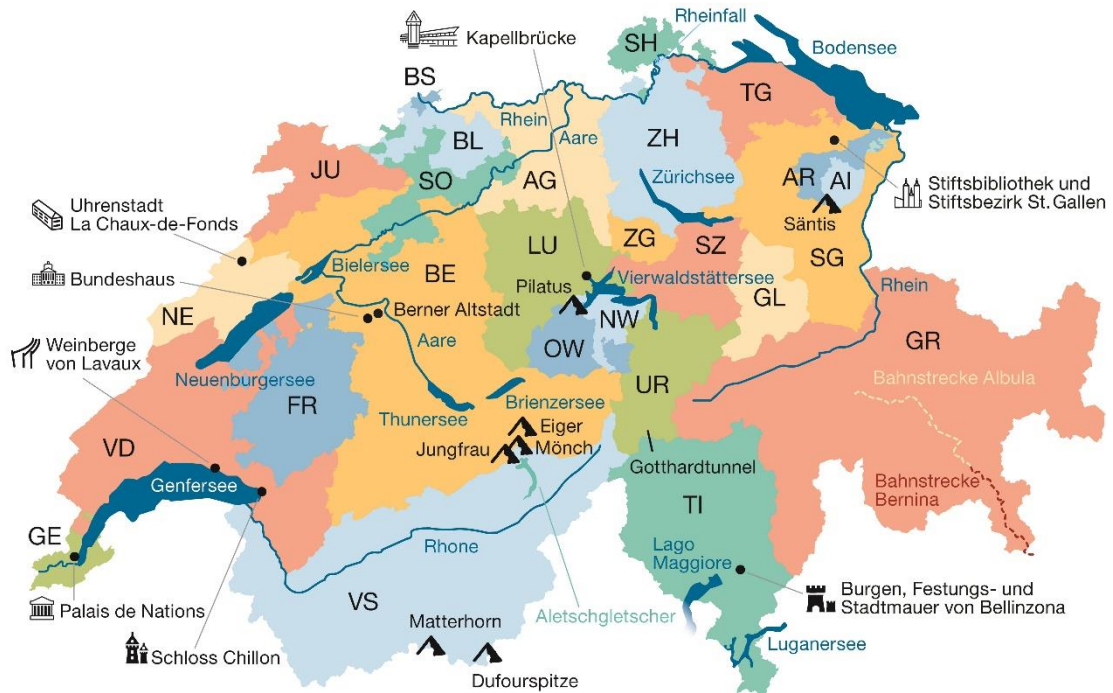 Rheinfall
Kapellbrücke
SH
Bodensee
BS
TG
Rhein
BL
Aare
ZH
JU
SO
AG
Zürichsee
AR
AI
Stiftsbibliothek und
Stiftsbezirk St. Gallen
Uhrenstadt
La Chaux-de-Fonds
Säntis
LU
ZG
SZ
SG
Bielersee
BE
Vierwaldstättersee
Bundeshaus
Pilatus
GL
Rhein
NE
Berner Altstadt
NW
GR
Weinberge
von Lavaux
Aare
OW
Neuenburgersee
UR
Bahnstrecke Albula
FR
Thunersee
Brienzersee
VD
Eiger
Jungfrau
Mönch
Gotthardtunnel
Genfersee
Bahnstrecke
Bernina
TI
GE
Rhone
Lago
Maggiore
Palais de Nations
VS
Aletschgletscher
Burgen, Festungs- und
Stadtmauer von Bellinzona
Matterhorn
Luganersee
Schloss Chillon
Dufourspitze